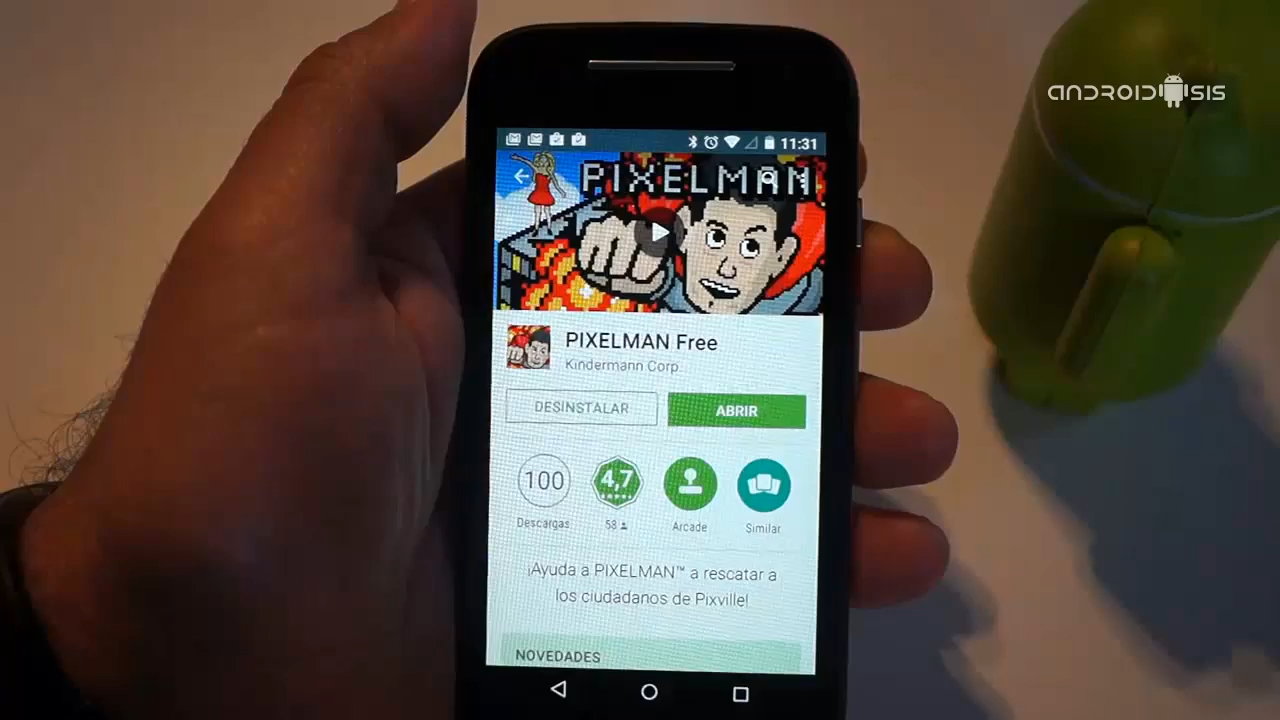 ANDROIDSIS
11:31
PIXELMAN
PIXELMAN Free
Kindermann Corp.
DESINSTALAR
ABRIR
100
4,7
Descargas
58
Arcade
Similar
¡Ayuda a PIXELMAN™ a rescatar a
los ciudadanos de Pixville!
NOVEDADES